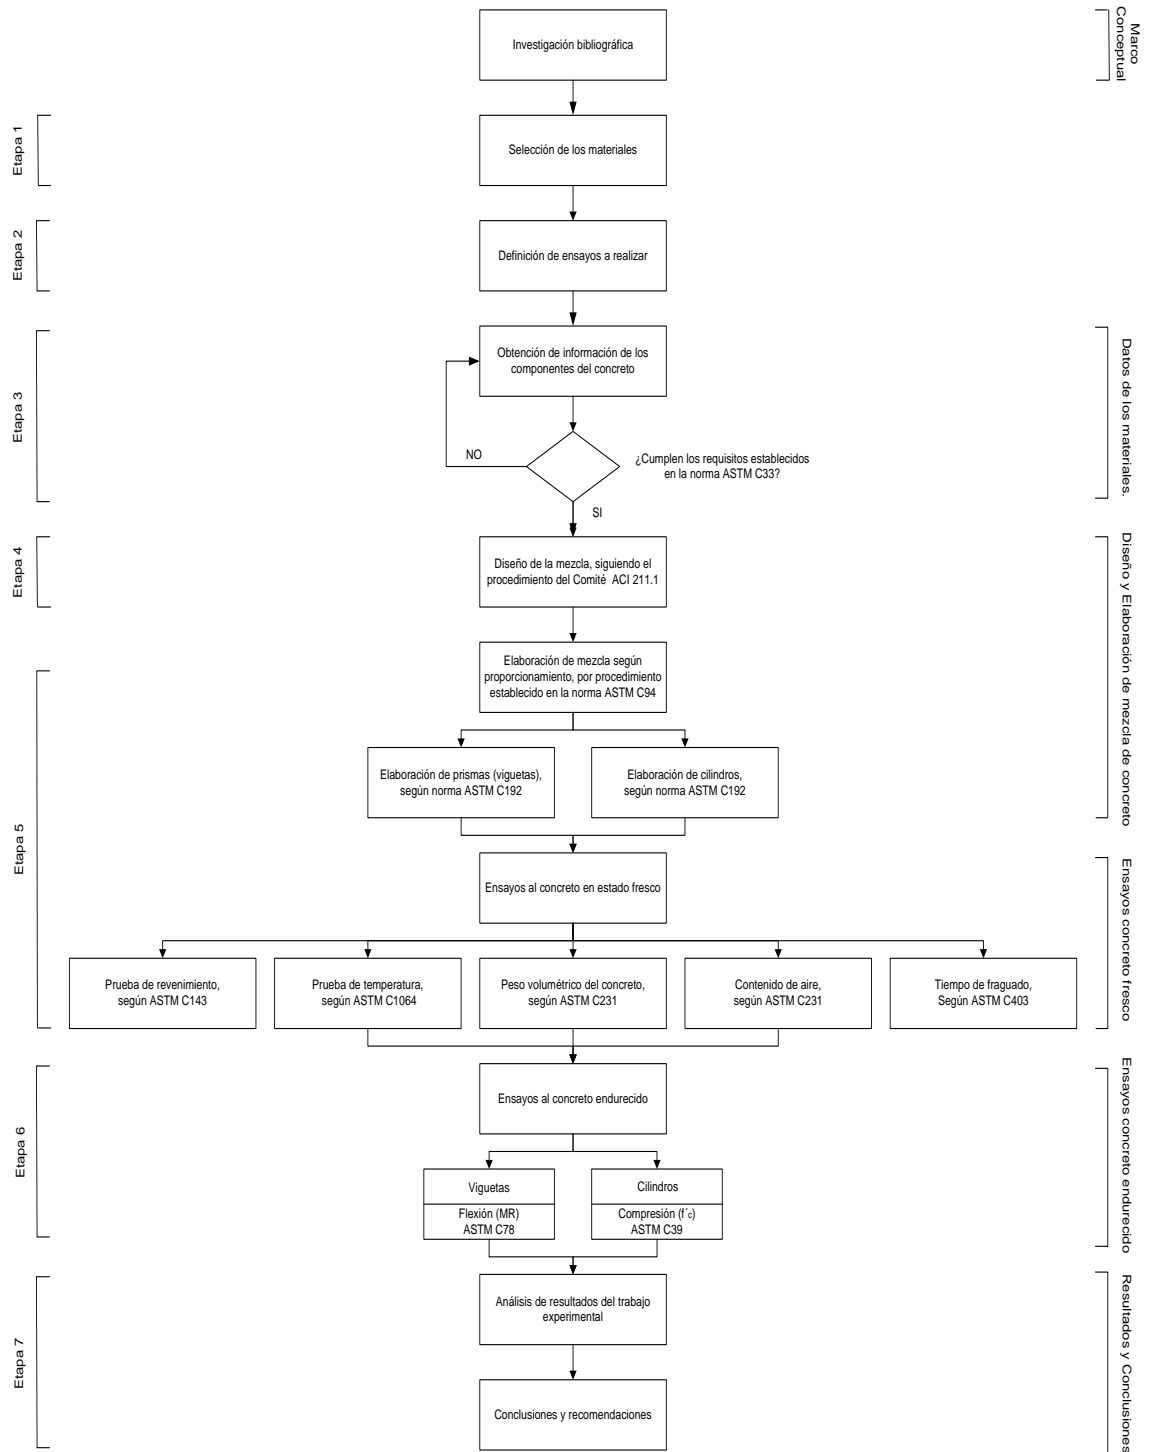 Investigación bibliográfica
Marco
Conceptual
Etapa 1
Selección de los materiales
Etapa 2
Definición de ensayos a realizar
Etapa 3
Obtención de información de los
componentes del concreto
Datos de los materiales.
NO
¿Cumplen los requisitos establecidos
en la norma ASTM C33?
SI
Etapa 4
Diseño de la mezcla, siguiendo el
procedimiento del Comité ACI 211.1
Diseño y Elaboración de mezcla de concreto
Elaboración de mezcla según
proporcionamiento, por procedimiento
establecido en la norma ASTM C94
Elaboración de prismas (viguetas),
según norma ASTM C192
Elaboración de cilindros,
según norma ASTM C192
Etapa 5
Ensayos al concreto en estado fresco
Ensayos concreto fresco
Prueba de revenimiento,
según ASTM C143
Prueba de temperatura,
según ASTM C1064
Peso volumétrico del concreto,
según ASTM C231
Contenido de aire,
según ASTM C231
Tiempo de fraguado,
Según ASTM C403
Etapa 6
Ensayos al concreto endurecido
Ensayos concreto endurecido
Viguetas
Flexión (MR)
ASTM C78
Cilindros
Compresión (f´c)
ASTM C39
Etapa 7
Análisis de resultados del trabajo
experimental
Resultados y Conclusiones
Conclusiones y recomendaciones